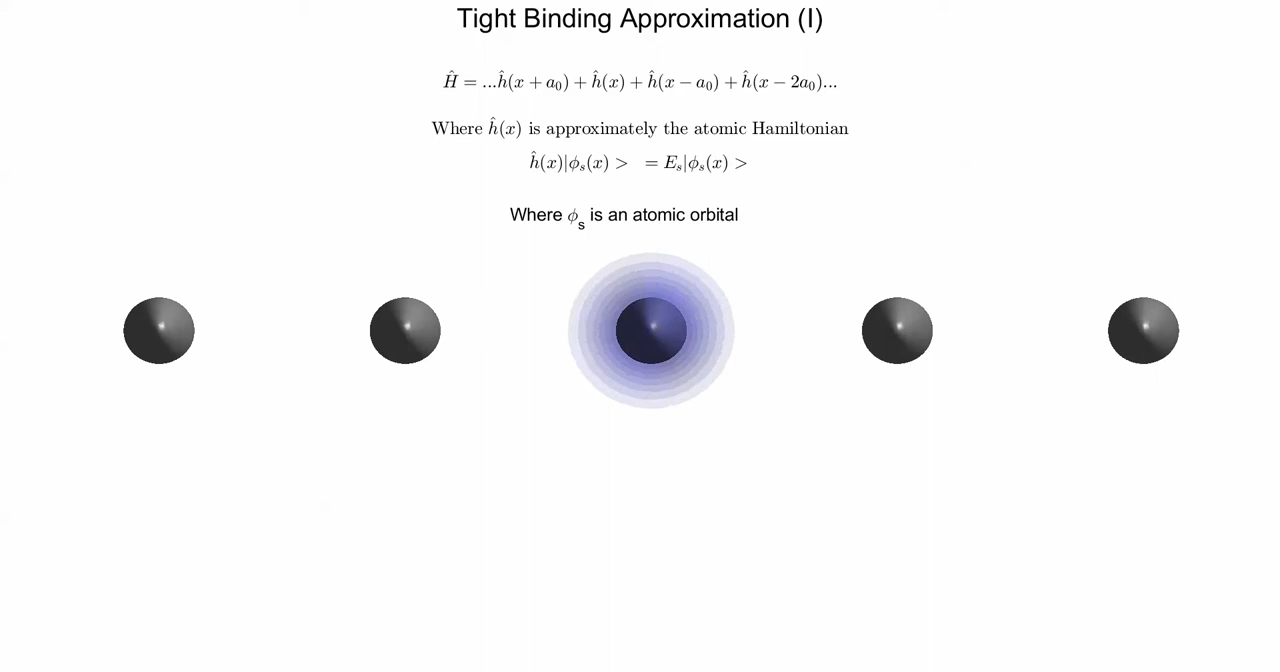 Tight Binding Approximation (I)
Ĥ = ...ĥ(x + a₀) + ĥ(x) + ĥ(x − a₀) + ĥ(x − 2a₀)...
Where ĥ(x) is approximately the atomic Hamiltonian
ĥ(x)|ϕₛ(x) > = Eₛ|ϕₛ(x) >
Where ϕₛ is an atomic orbital